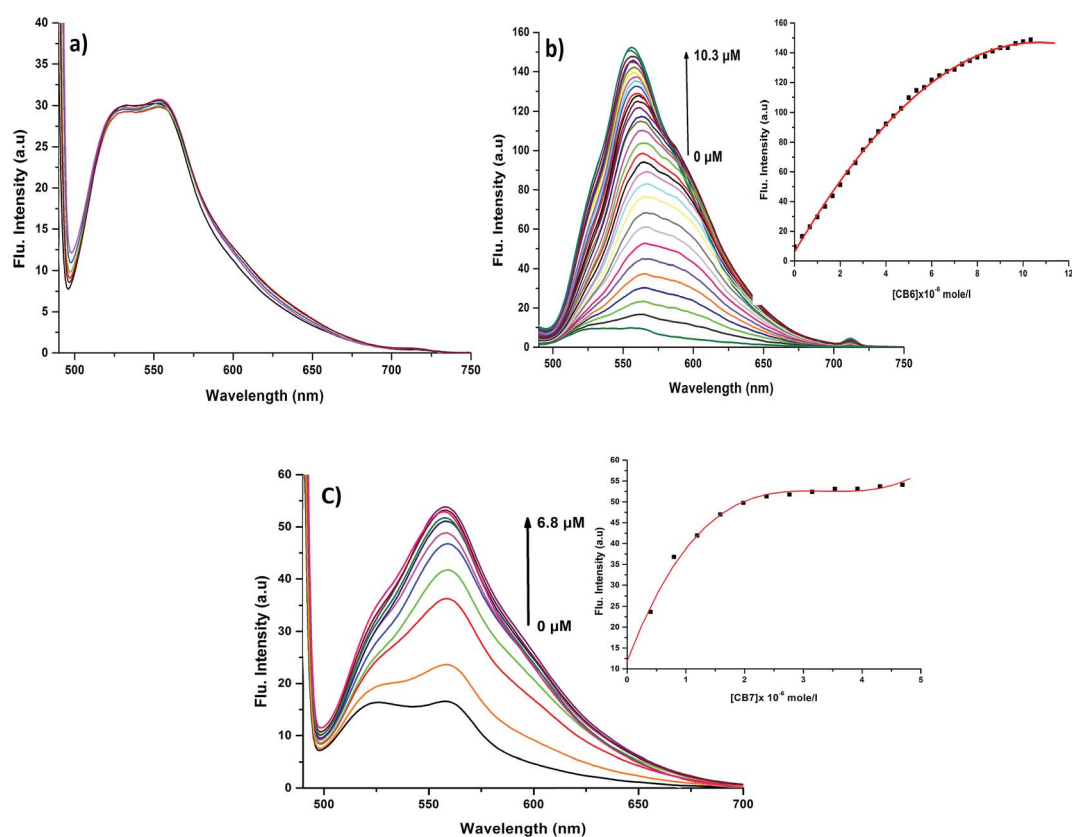 a)
Flu. Intensity (a.u)
40
35
30
25
20
15
10
5
0
500 550 600 650 700 750
Wavelength (nm)
b)
Flu. Intensity (a.u)
160
140
120
100
80
60
40
20
0
500 550 600 650 700 750
Wavelength (nm)
10.3 µM
0 µM
Flu. Intensity (a.u)
160
140
120
100
80
60
40
20
0
0 2 4 6 8 10 12
[CB6]x10⁻⁶ mole/l
C)
Flu. Intensity (a.u)
60
50
40
30
20
10
0
500 550 600 650 700
Wavelength (nm)
6.8 µM
0 µM
Flu. Intensity (a.u)
60
55
50
45
40
35
30
25
20
15
10
0 1 2 3 4 5
[CB7]x 10⁻⁶ mole/l